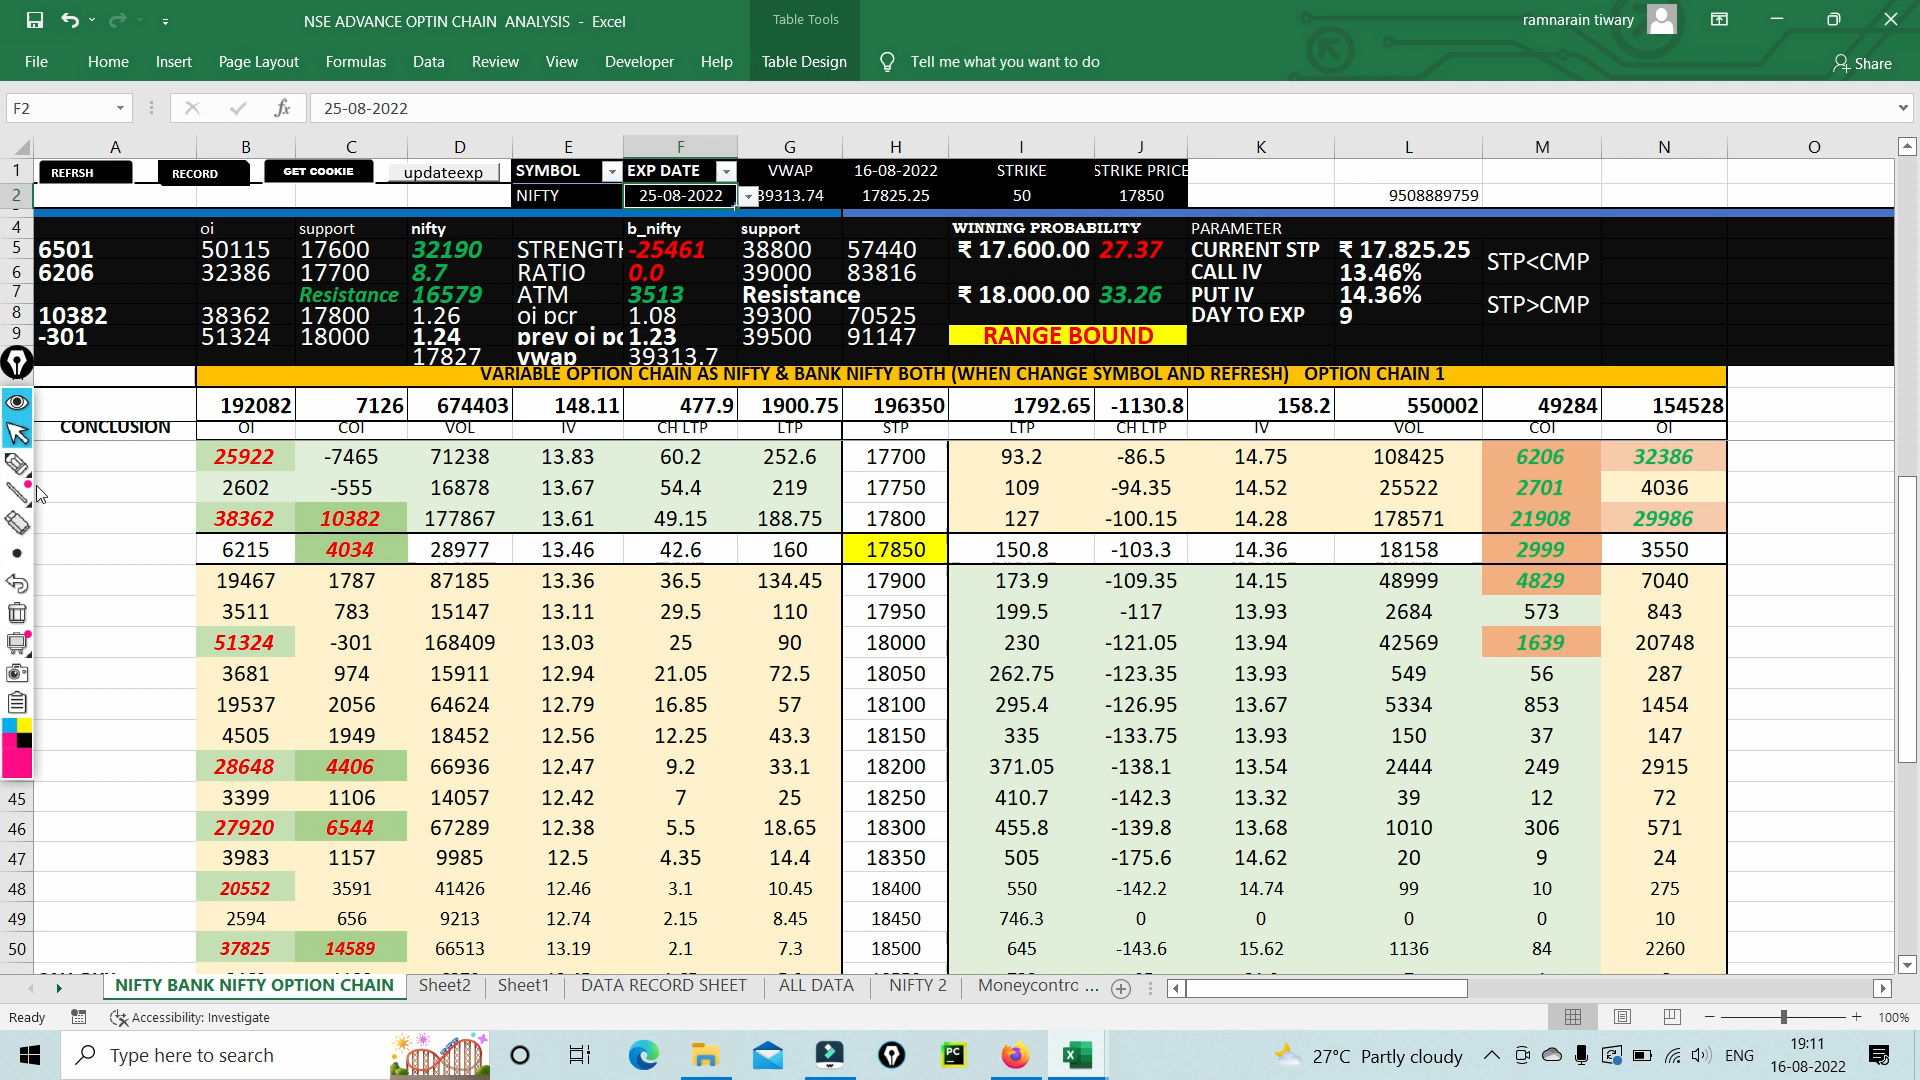 NSE ADVANCE OPTIN CHAIN ANALYSIS - Excel
Table Tools
ramnarain tiwary
File Home Insert Page Layout Formulas Data Review View Developer Help Table Design Tell me what you want to do Share
F2 fx 25-08-2022
A B C D E F G H I J K L M N O
1 REFRSH RECORD GET COOKIE updateexp SYMBOL EXP DATE VWAP 16-08-2022 STRIKE STRIKE PRICE
2 NIFTY 25-08-2022 39313.74 17825.25 50 17850 9508889759
4 oi support nifty b_nifty support WINNING PROBABILITY PARAMETER
5 6501 50115 17600 32190 STRENGTH -25461 38800 57440 ₹ 17.600.00 27.37 CURRENT STP ₹ 17.825.25
STP<CMP
6 6206 32386 17700 8.7 RATIO 0.0 39000 83816 CALL IV 13.46%
7 Resistance 16579 ATM 3513 Resistance ₹ 18.000.00 33.26 PUT IV 14.36%
STP>CMP
8 10382 38362 17800 1.26 oi pcr 1.08 39300 70525 DAY TO EXP 9
9 -301 51324 18000 1.24 prev oi pc 1.23 39500 91147 RANGE BOUND
17827 vwap 39313.7
VARIABLE OPTION CHAIN AS NIFTY & BANK NIFTY BOTH (WHEN CHANGE SYMBOL AND REFRESH) OPTION CHAIN 1
192082 7126 674403 148.11 477.9 1900.75 196350 1792.65 -1130.8 158.2 550002 49284 154528
CONCLUSION OI COI VOL IV CH LTP LTP STP LTP CH LTP IV VOL COI OI
25922 -7465 71238 13.83 60.2 252.6 17700 93.2 -86.5 14.75 108425 6206 32386
2602 -555 16878 13.67 54.4 219 17750 109 -94.35 14.52 25522 2701 4036
38362 10382 177867 13.61 49.15 188.75 17800 127 -100.15 14.28 178571 21908 29986
6215 4034 28977 13.46 42.6 160 17850 150.8 -103.3 14.36 18158 2999 3550
19467 1787 87185 13.36 36.5 134.45 17900 173.9 -109.35 14.15 48999 4829 7040
3511 783 15147 13.11 29.5 110 17950 199.5 -117 13.93 2684 573 843
51324 -301 168409 13.03 25 90 18000 230 -121.05 13.94 42569 1639 20748
3681 974 15911 12.94 21.05 72.5 18050 262.75 -123.35 13.93 549 56 287
19537 2056 64624 12.79 16.85 57 18100 295.4 -126.95 13.67 5334 853 1454
4505 1949 18452 12.56 12.25 43.3 18150 335 -133.75 13.93 150 37 147
28648 4406 66936 12.47 9.2 33.1 18200 371.05 -138.1 13.54 2444 249 2915
45 3399 1106 14057 12.42 7 25 18250 410.7 -142.3 13.32 39 12 72
46 27920 6544 67289 12.38 5.5 18.65 18300 455.8 -139.8 13.68 1010 306 571
47 3983 1157 9985 12.5 4.35 14.4 18350 505 -175.6 14.62 20 9 24
48 20552 3591 41426 12.46 3.1 10.45 18400 550 -142.2 14.74 99 10 275
49 2594 656 9213 12.74 2.15 8.45 18450 746.3 0 0 0 0 10
50 37825 14589 66513 13.19 2.1 7.3 18500 645 -143.6 15.62 1136 84 2260
NIFTY BANK NIFTY OPTION CHAIN Sheet2 Sheet1 DATA RECORD SHEET ALL DATA NIFTY 2 Moneycontro ...
Ready Accessibility: Investigate 100%
Type here to search 27°C Partly cloudy ENG 19:11
16-08-2022